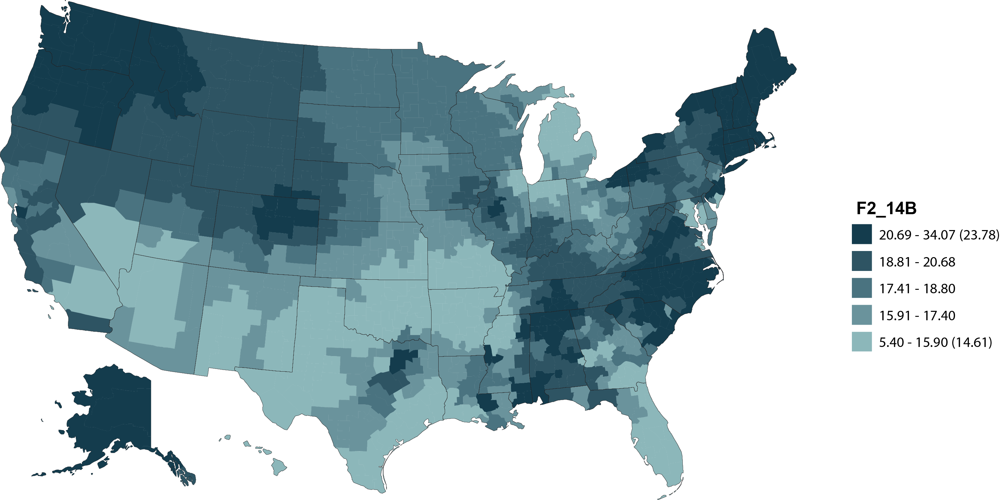 F2_14B
20.69 - 34.07 (23.78)
18.81 - 20.68
17.41 - 18.80
15.91 - 17.40
5.40 - 15.90 (14.61)